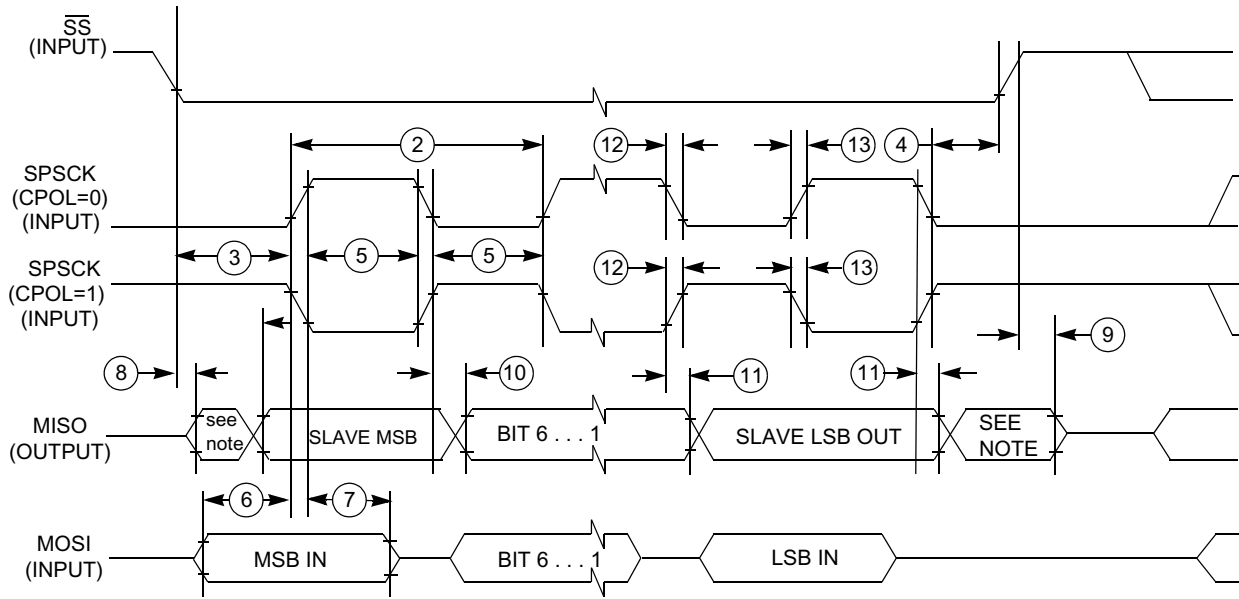 SS
(INPUT)
2
12
13
4
SPSCK
(CPOL=0)
(INPUT)
3
5
5
SPSCK
(CPOL=1)
(INPUT)
12
13
9
8
10
11
11
MISO
(OUTPUT)
see
note
SLAVE MSB
BIT 6 . . . 1
SLAVE LSB OUT
SEE
NOTE
6
7
MOSI
(INPUT)
MSB IN
BIT 6 . . . 1
LSB IN